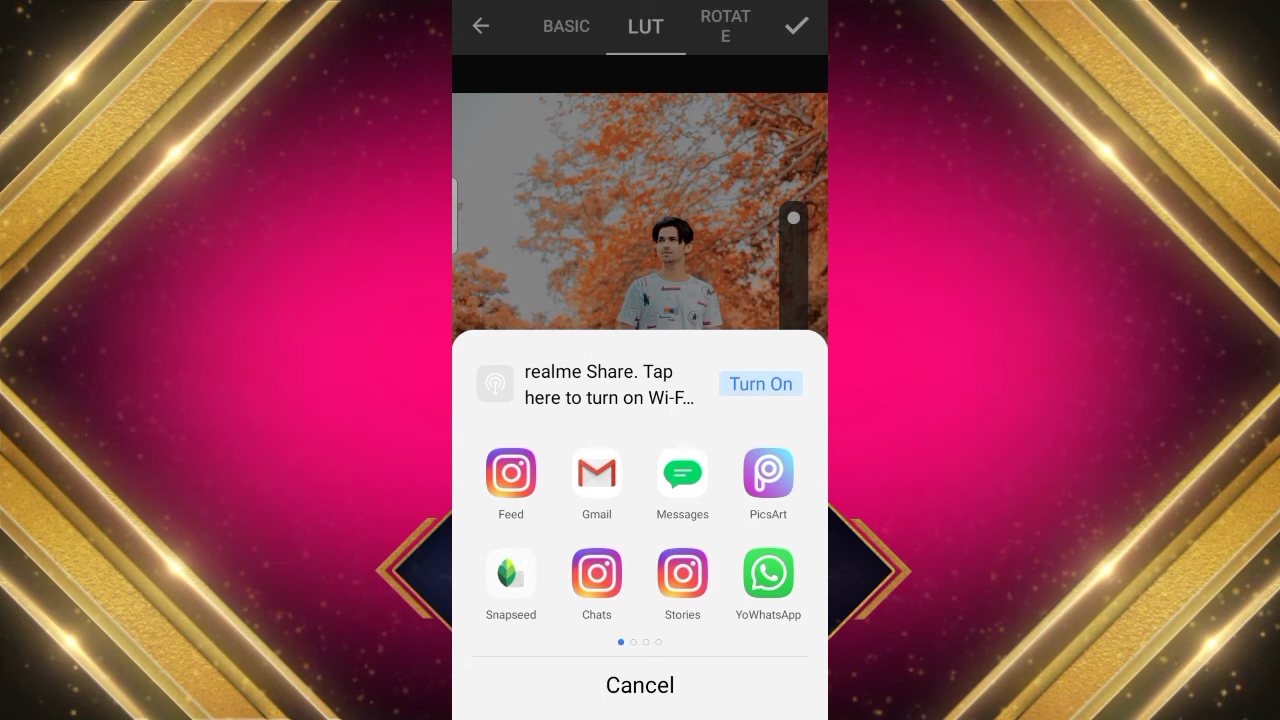 BASIC
LUT
ROTAT
E
realme Share. Tap
here to turn on Wi-F…
Turn On
Feed
Gmail
Messages
PicsArt
Snapseed
Chats
Stories
YoWhatsApp
Cancel